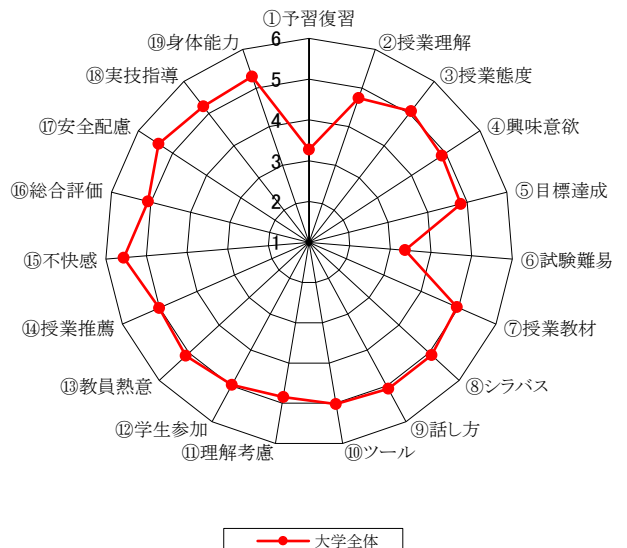 ①予習復習
②授業理解
③授業態度
④興味意欲
⑤目標達成
⑥試験難易
⑦授業教材
⑧シラバス
⑨話し方
⑩ツール
⑪理解考慮
⑫学生参加
⑬教員熱意
⑭授業推薦
⑮不快感
⑯総合評価
⑰安全配慮
⑱実技指導
⑲身体能力
6
5
4
3
2
1
大学全体